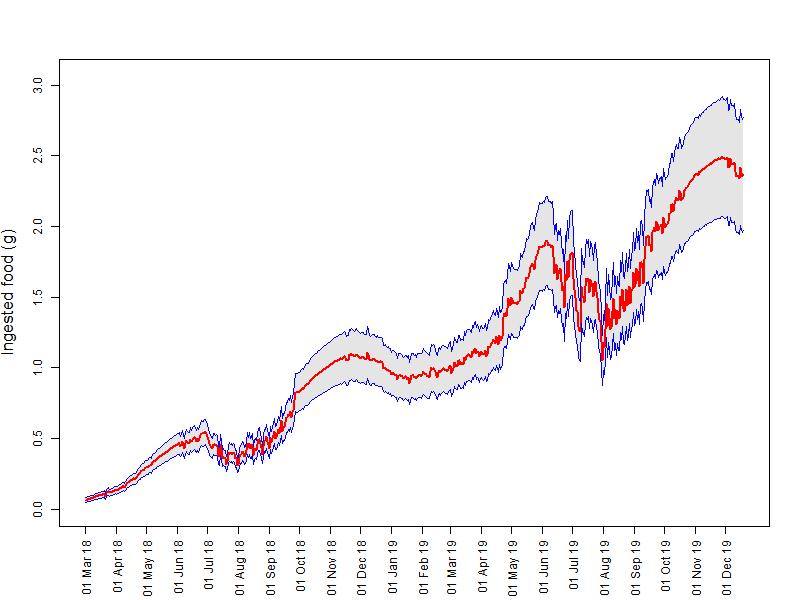 Ingested food (g)
3.0
2.5
2.0
1.5
1.0
0.5
0.0
01 Mar 18
01 Apr 18
01 May 18
01 Jun 18
01 Jul 18
01 Aug 18
01 Sep 18
01 Oct 18
01 Nov 18
01 Dec 18
01 Jan 19
01 Feb 19
01 Mar 19
01 Apr 19
01 May 19
01 Jun 19
01 Jul 19
01 Aug 19
01 Sep 19
01 Oct 19
01 Nov 19
01 Dec 19